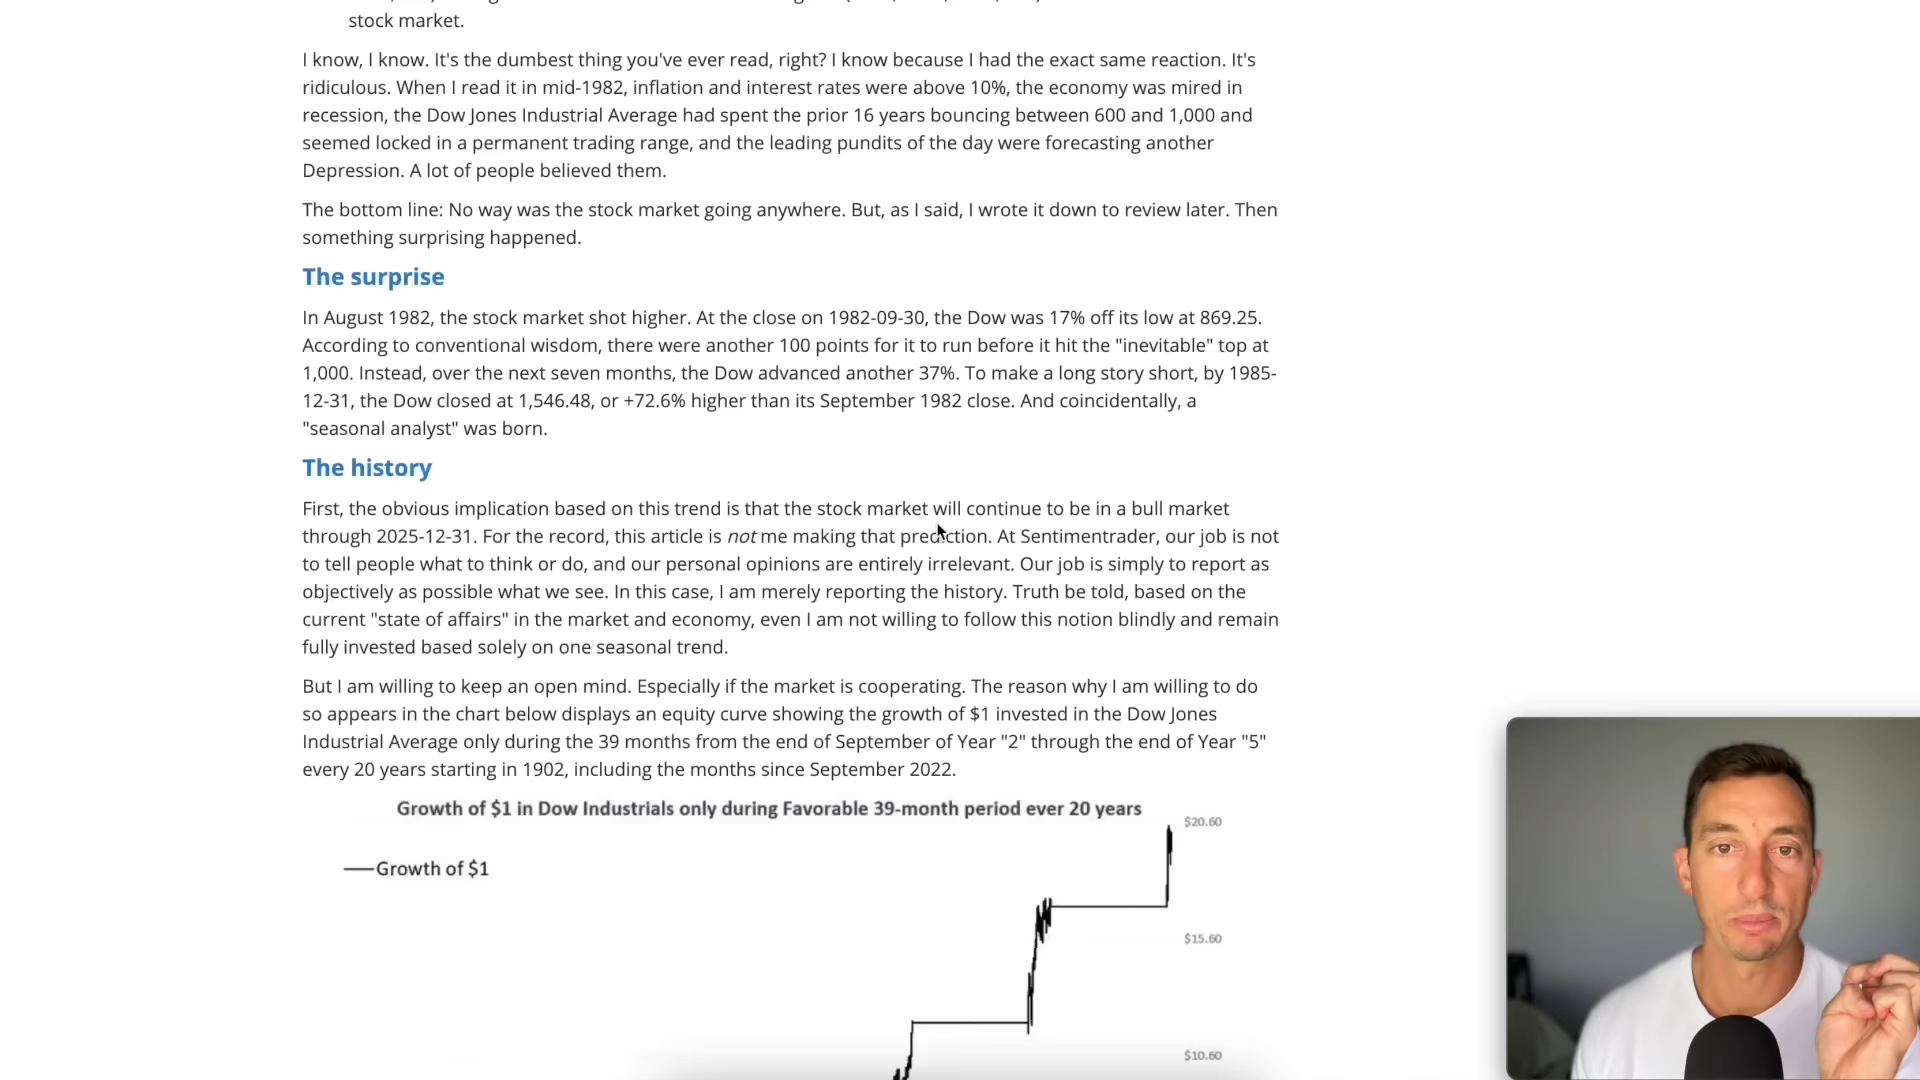 stock market.
I know, I know. It's the dumbest thing you've ever read, right? I know because I had the exact same reaction. It's
ridiculous. When I read it in mid-1982, inflation and interest rates were above 10%, the economy was mired in
recession, the Dow Jones Industrial Average had spent the prior 16 years bouncing between 600 and 1,000 and
seemed locked in a permanent trading range, and the leading pundits of the day were forecasting another
Depression. A lot of people believed them.
The bottom line: No way was the stock market going anywhere. But, as I said, I wrote it down to review later. Then
something surprising happened.
The surprise
In August 1982, the stock market shot higher. At the close on 1982-09-30, the Dow was 17% off its low at 869.25.
According to conventional wisdom, there were another 100 points for it to run before it hit the "inevitable" top at
1,000. Instead, over the next seven months, the Dow advanced another 37%. To make a long story short, by 1985-
12-31, the Dow closed at 1,546.48, or +72.6% higher than its September 1982 close. And coincidentally, a
"seasonal analyst" was born.
The history
First, the obvious implication based on this trend is that the stock market will continue to be in a bull market
through 2025-12-31. For the record, this article is not me making that prediction. At Sentimentrader, our job is not
to tell people what to think or do, and our personal opinions are entirely irrelevant. Our job is simply to report as
objectively as possible what we see. In this case, I am merely reporting the history. Truth be told, based on the
current "state of affairs" in the market and economy, even I am not willing to follow this notion blindly and remain
fully invested based solely on one seasonal trend.
But I am willing to keep an open mind. Especially if the market is cooperating. The reason why I am willing to do
so appears in the chart below displays an equity curve showing the growth of $1 invested in the Dow Jones
Industrial Average only during the 39 months from the end of September of Year "2" through the end of Year "5"
every 20 years starting in 1902, including the months since September 2022.
Growth of $1 in Dow Industrials only during Favorable 39-month period ever 20 years
$20.60
Growth of $1
$15.60
$10.60